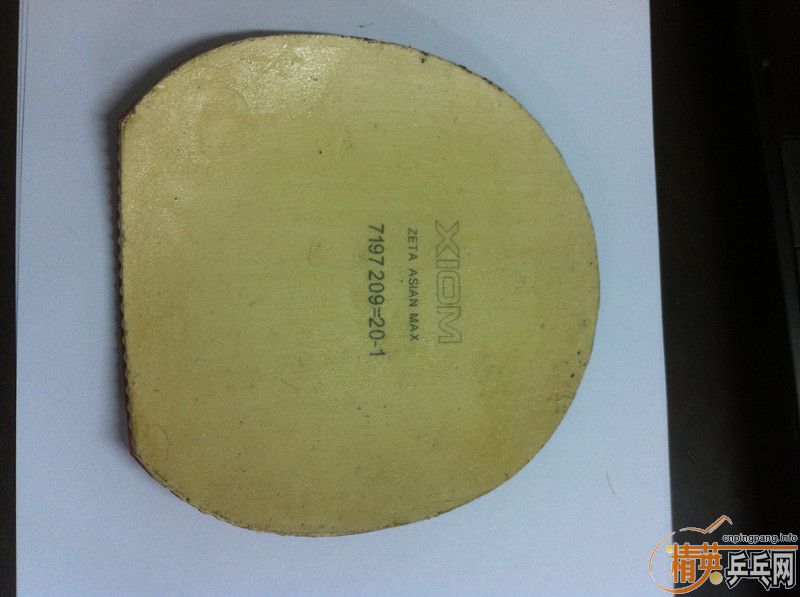 XIOM
ZETA ASIAN MAX
7197 209=20-1
cnpingpang.info
精英乒乓网